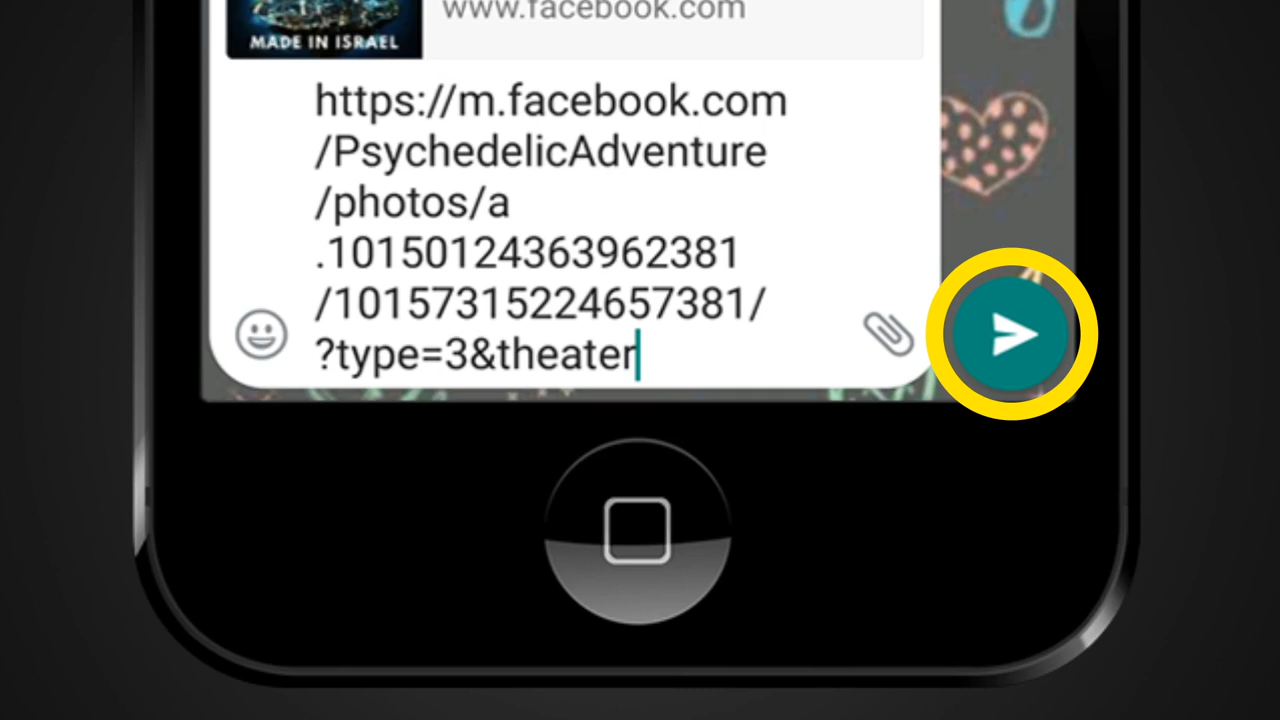 www.facebook.com
MADE IN ISRAEL
https://m.facebook.com
/PsychedelicAdventure
/photos/a
.10150124363962381
/10157315224657381/
?type=3&theater